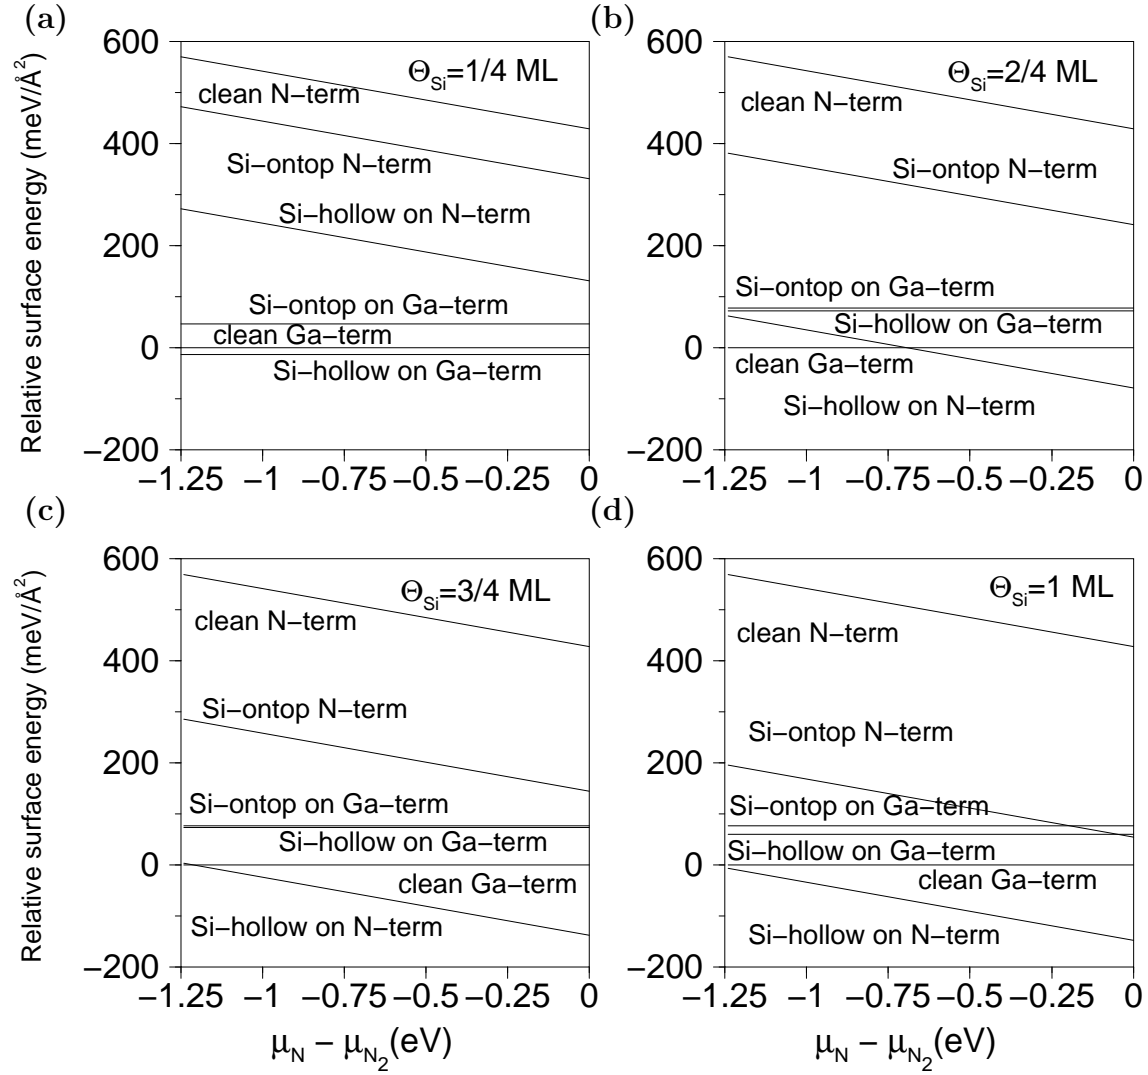 (a)
Relative surface energy (meV/Å²)
600
400
200
0
−200
Θ_Si=1/4 ML
clean N−term
Si−ontop N−term
Si−hollow on N−term
Si−ontop on Ga−term
clean Ga−term
Si−hollow on Ga−term
−1.25 −1 −0.75 −0.5 −0.25 0
(b)
600
400
200
0
−200
Θ_Si=2/4 ML
clean N−term
Si−ontop N−term
Si−ontop on Ga−term
Si−hollow on Ga−term
clean Ga−term
Si−hollow on N−term
−1.25 −1 −0.75 −0.5 −0.25 0
(c)
Relative surface energy (meV/Å²)
600
400
200
0
−200
Θ_Si=3/4 ML
clean N−term
Si−ontop N−term
Si−ontop on Ga−term
Si−hollow on Ga−term
clean Ga−term
Si−hollow on N−term
−1.25 −1 −0.75 −0.5 −0.25 0
μ_N − μ_N₂(eV)
(d)
600
400
200
0
−200
Θ_Si=1 ML
clean N−term
Si−ontop N−term
Si−ontop on Ga−term
Si−hollow on Ga−term
clean Ga−term
Si−hollow on N−term
−1.25 −1 −0.75 −0.5 −0.25 0
μ_N − μ_N₂(eV)